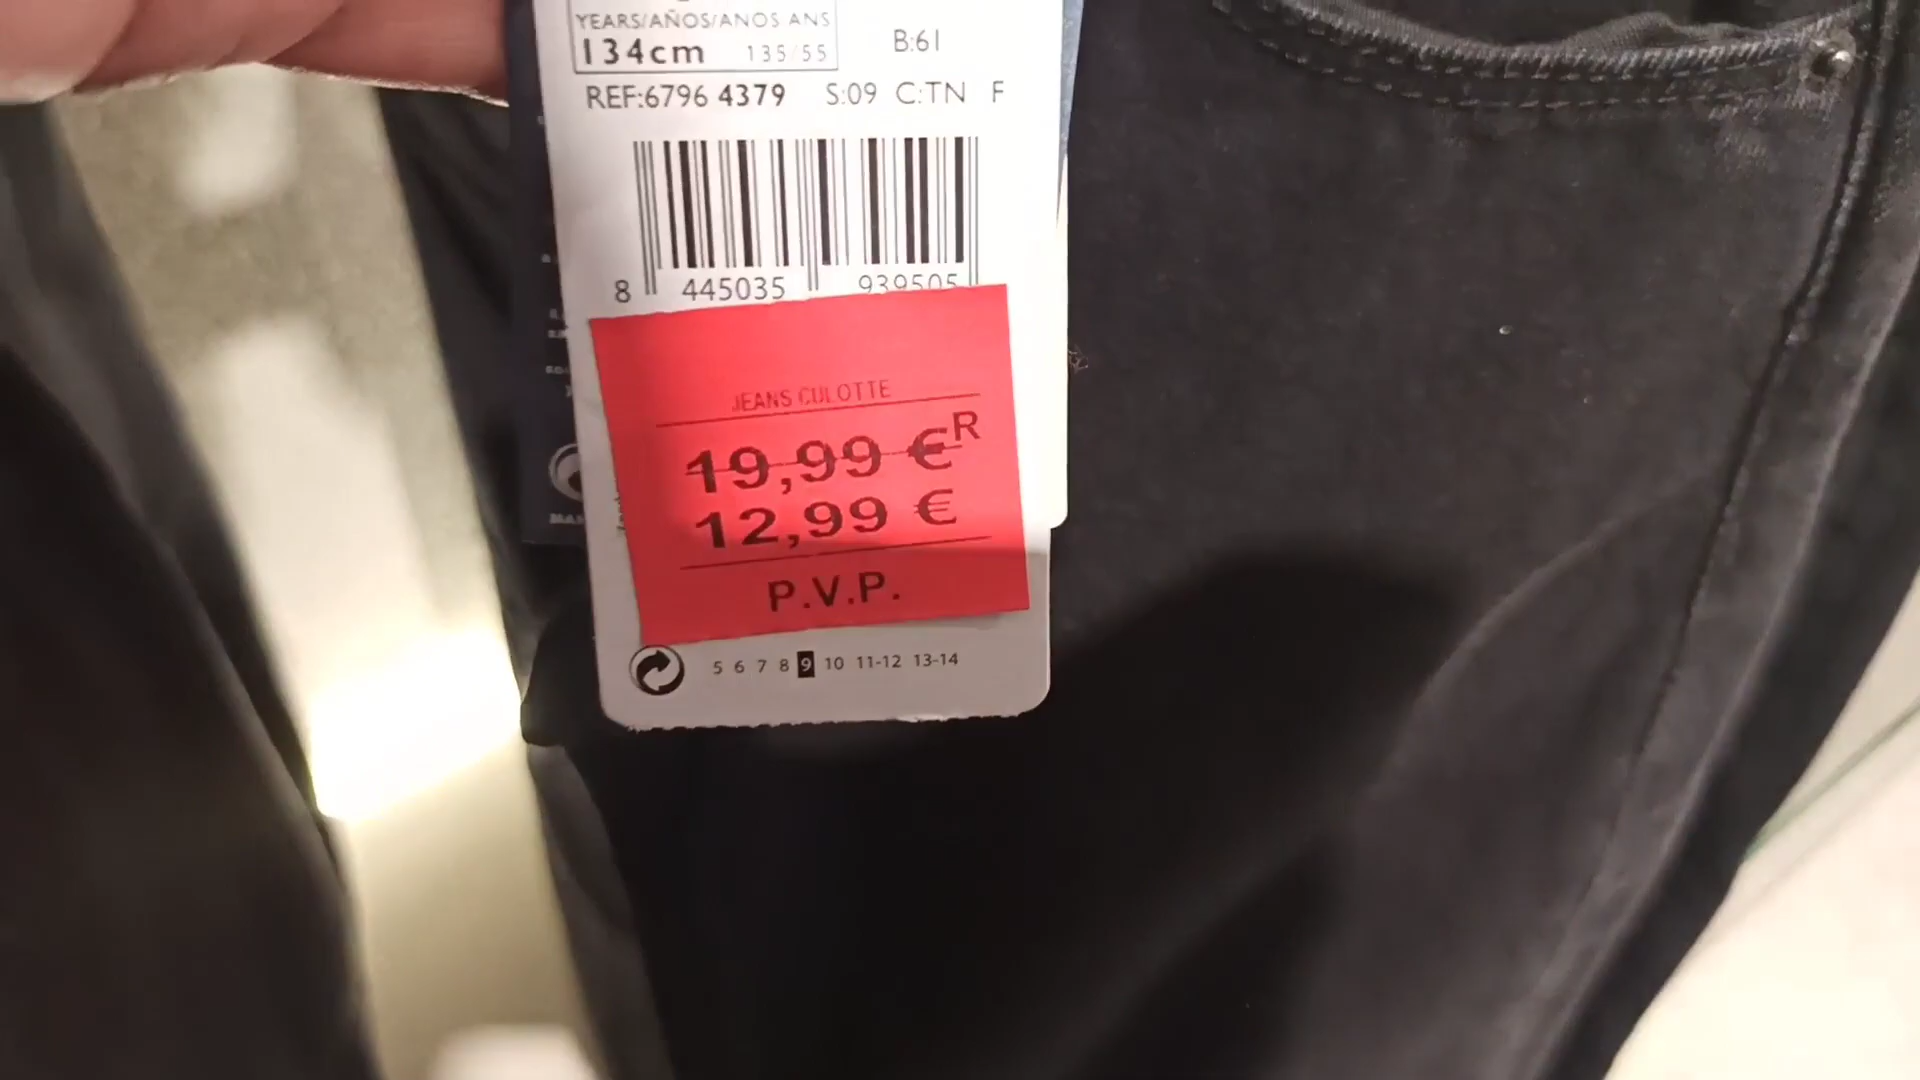 YEARS/AÑOS/ANOS ANS
134cm 135/55
B:61
REF:6796 4379 S:09 C:TN F
8 445035 939505
JEANS CULOTTE
19,99 € R
12,99 €
P.V.P.
5 6 7 8 9 10 11-12 13-14